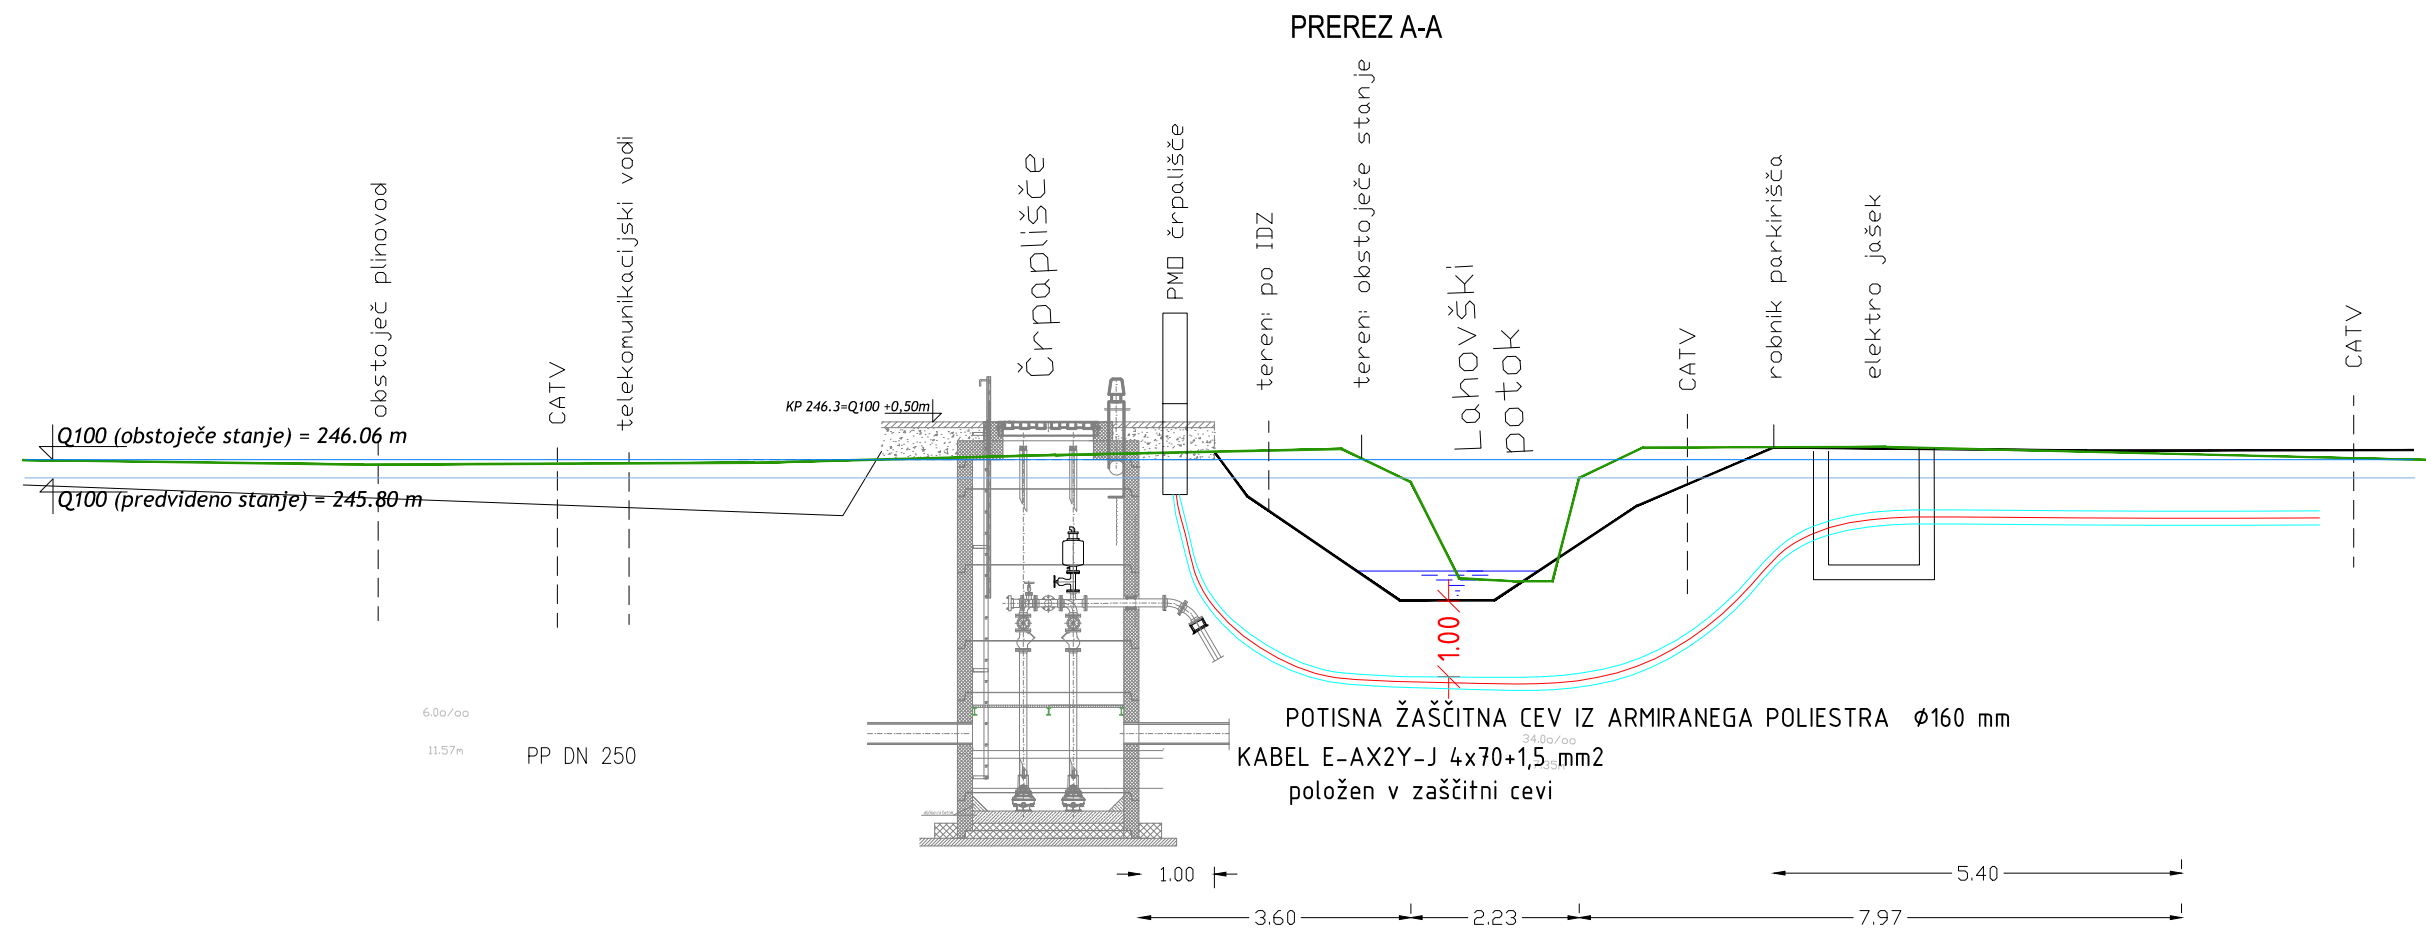 PREREZ A-A
obstoječ plinovod
CATV
telekomunikacijski vodi
Črpaplišče
PMO črpališče
teren: po IDZ
teren: obstoječe stanje
Lahovški
potok
CATV
robnik parkirišča
elektro jašek
CATV
KP 246.3=Q100 +0,50m
Q100 (obstoječe stanje) = 246.06 m
Q100 (predvideno stanje) = 245.80 m
1.00
6.0o/oo
11.57m
PP DN 250
POTISNA ŽAŠČITNA CEV IZ ARMIRANEGA POLIESTRA Ø160 mm
34.0o/oo
KABEL E-AX2Y-J 4x70+1,5 mm2
položen v zaščitni cevi
1.00
5.40
3.60
2.23
7.97